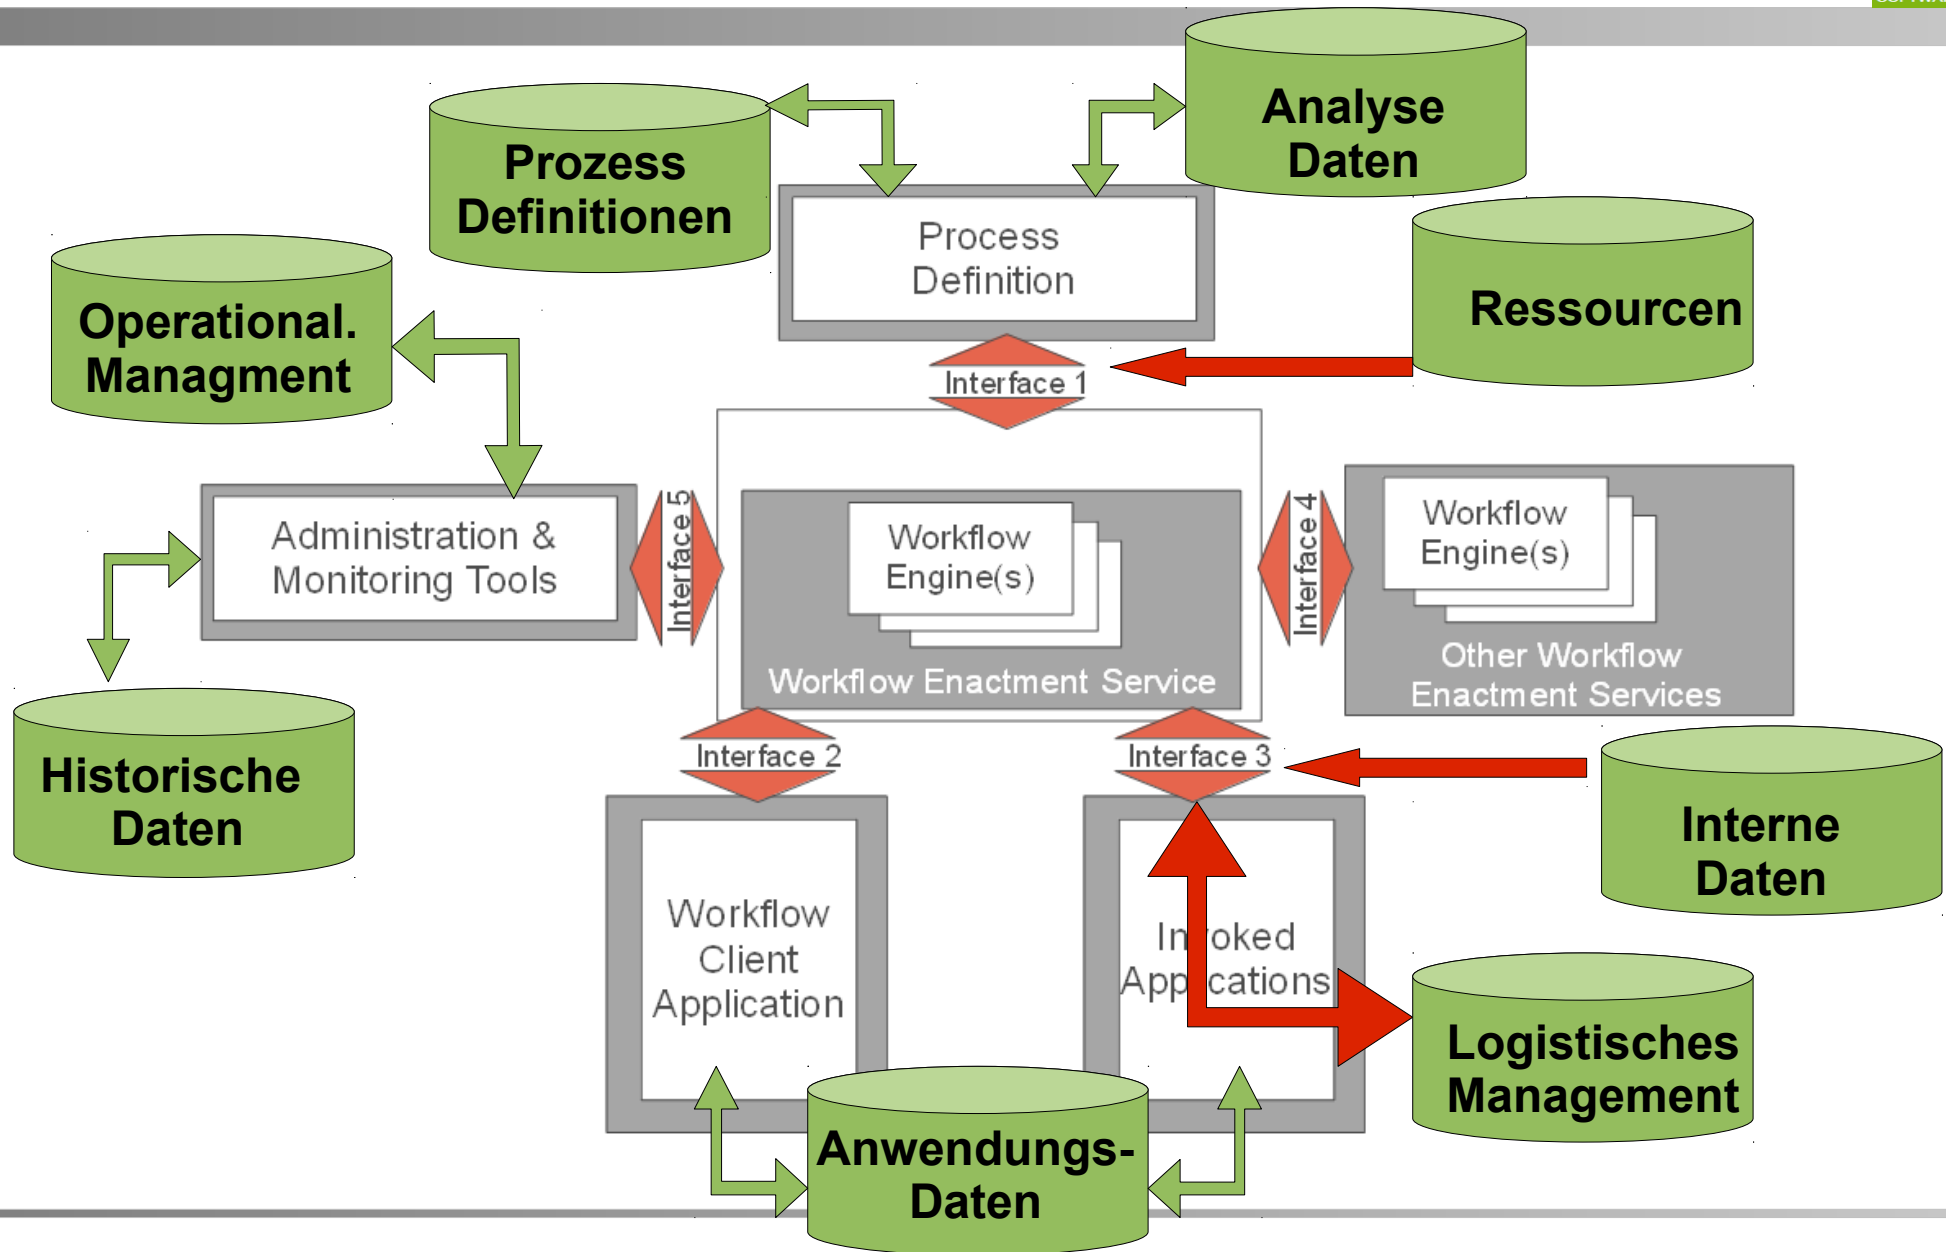 Analyse
Daten
Prozess
Definitionen
Process
Definition
Ressourcen
Operational.
Managment
Interface 1
Administration &
Monitoring Tools
Interface 5
Workflow
Engine(s)
Workflow Enactment Service
Interface 4
Workflow
Engine(s)
Other Workflow
Enactment Services
Interface 2
Interface 3
Historische
Daten
Interne
Daten
Workflow
Client
Application
Logistisches
Management
Anwendungs-
Daten